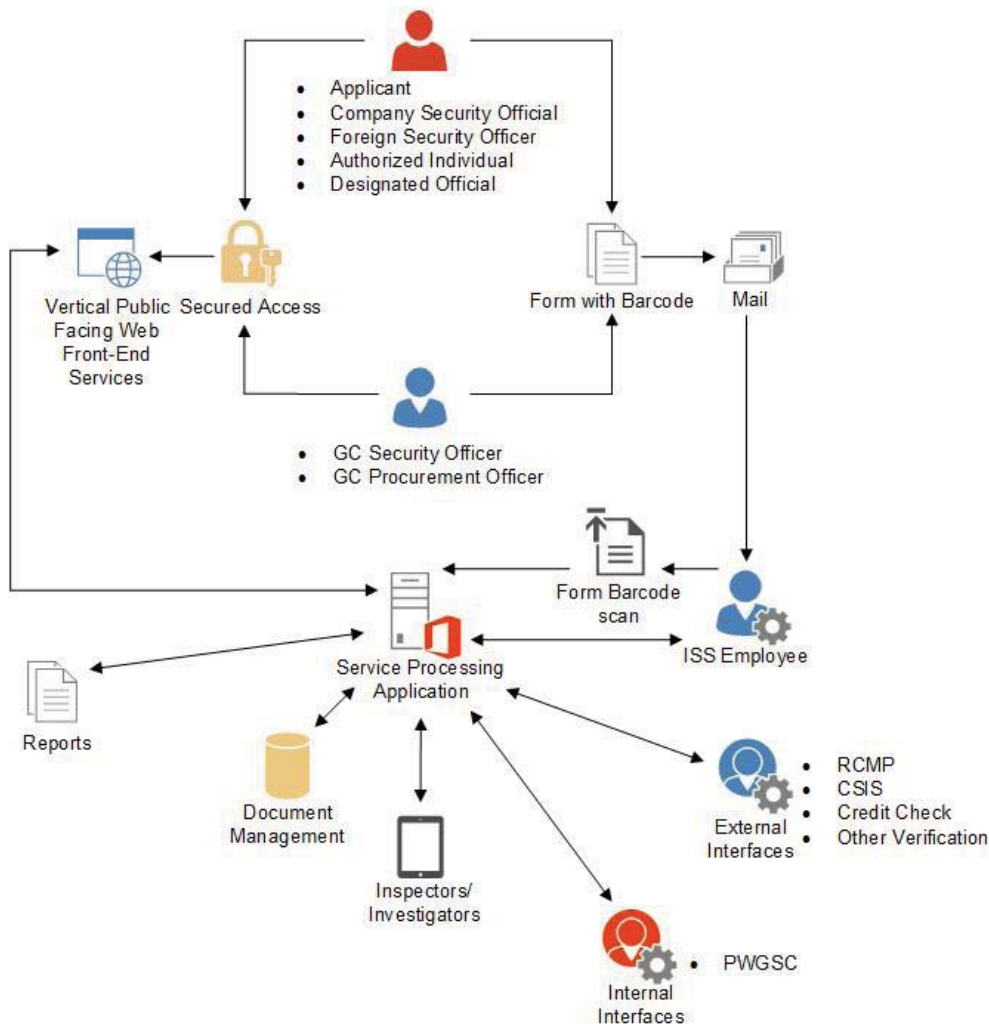 • Applicant
• Company Security Official
• Foreign Security Officer
• Authorized Individual
• Designated Official
Vertical Public
Facing Web
Front-End
Services
Secured Access
Form with Barcode
Mail
• GC Security Officer
• GC Procurement Officer
Form Barcode
scan
ISS Employee
Service Processing
Application
Reports
Document
Management
Inspectors/
Investigators
External
Interfaces
• RCMP
• CSIS
• Credit Check
• Other Verification
Internal
Interfaces
• PWGSC